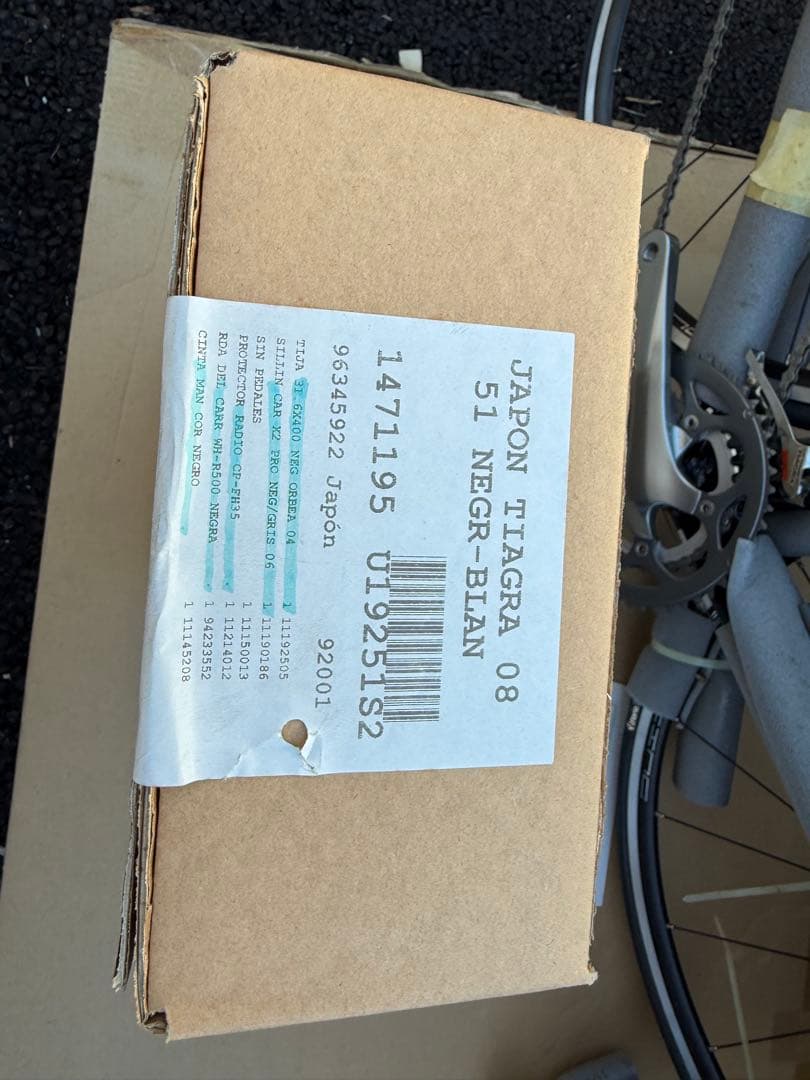 JAPON TIAGRA 08
51 NEGR-BLAN
1471195 U19251S2
96345922 Japón 92001
TIJA 31 6X400 NEG ORBEA 04 1 11192505
SILLIN CAR X2 PRO NEG/GRIS 06 1 11190186
SIN PEDALES 1 11150013
PROTECTOR RADIO CP-FH35 1 11214012
RDA DEL CARR WH-R500 NEGRA 1 94233552
CINTA MAN COR NEGRO 1 11145208